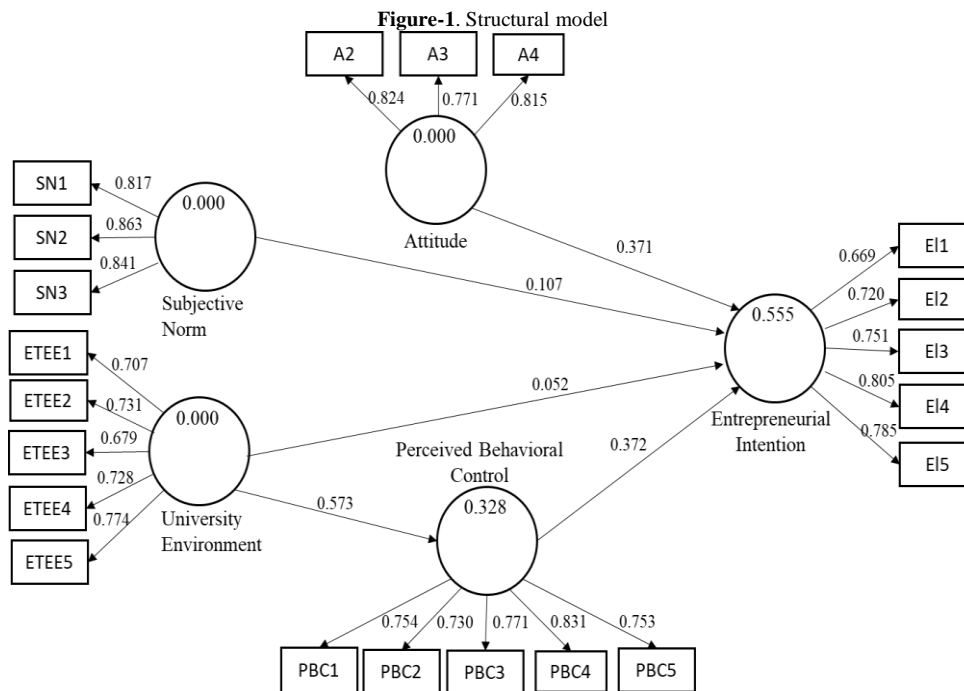 Figure-1. Structural model
A2
A3
A4
0.824
0.771
0.815
0.000
Attitude
SN1
SN2
SN3
0.817
0.863
0.841
0.000
Subjective
Norm
0.371
0.107
ETEE1
ETEE2
ETEE3
ETEE4
ETEE5
0.707
0.731
0.679
0.728
0.774
0.000
University
Environment
0.052
0.573
0.372
Perceived Behavioral
Control
0.328
0.754
0.730
0.771
0.831
0.753
PBC1
PBC2
PBC3
PBC4
PBC5
0.555
Entrepreneurial
Intention
0.669
0.720
0.751
0.805
0.785
EI1
EI2
EI3
EI4
EI5